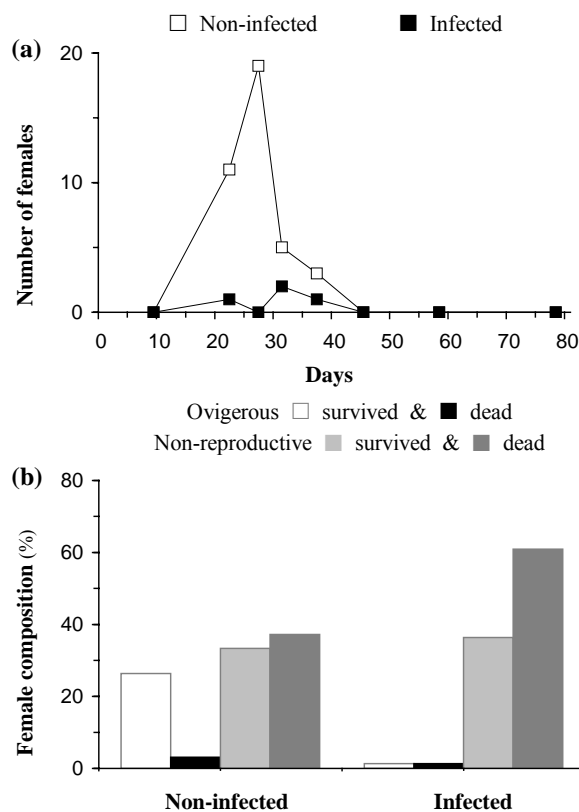 (a)
Non-infected Infected
20
10
0
Number of females
0 10 20 30 40 50 60 70 80
Days
Ovigerous survived & dead
Non-reproductive survived & dead
(b)
80
60
40
20
0
Female composition (%)
Non-infected Infected